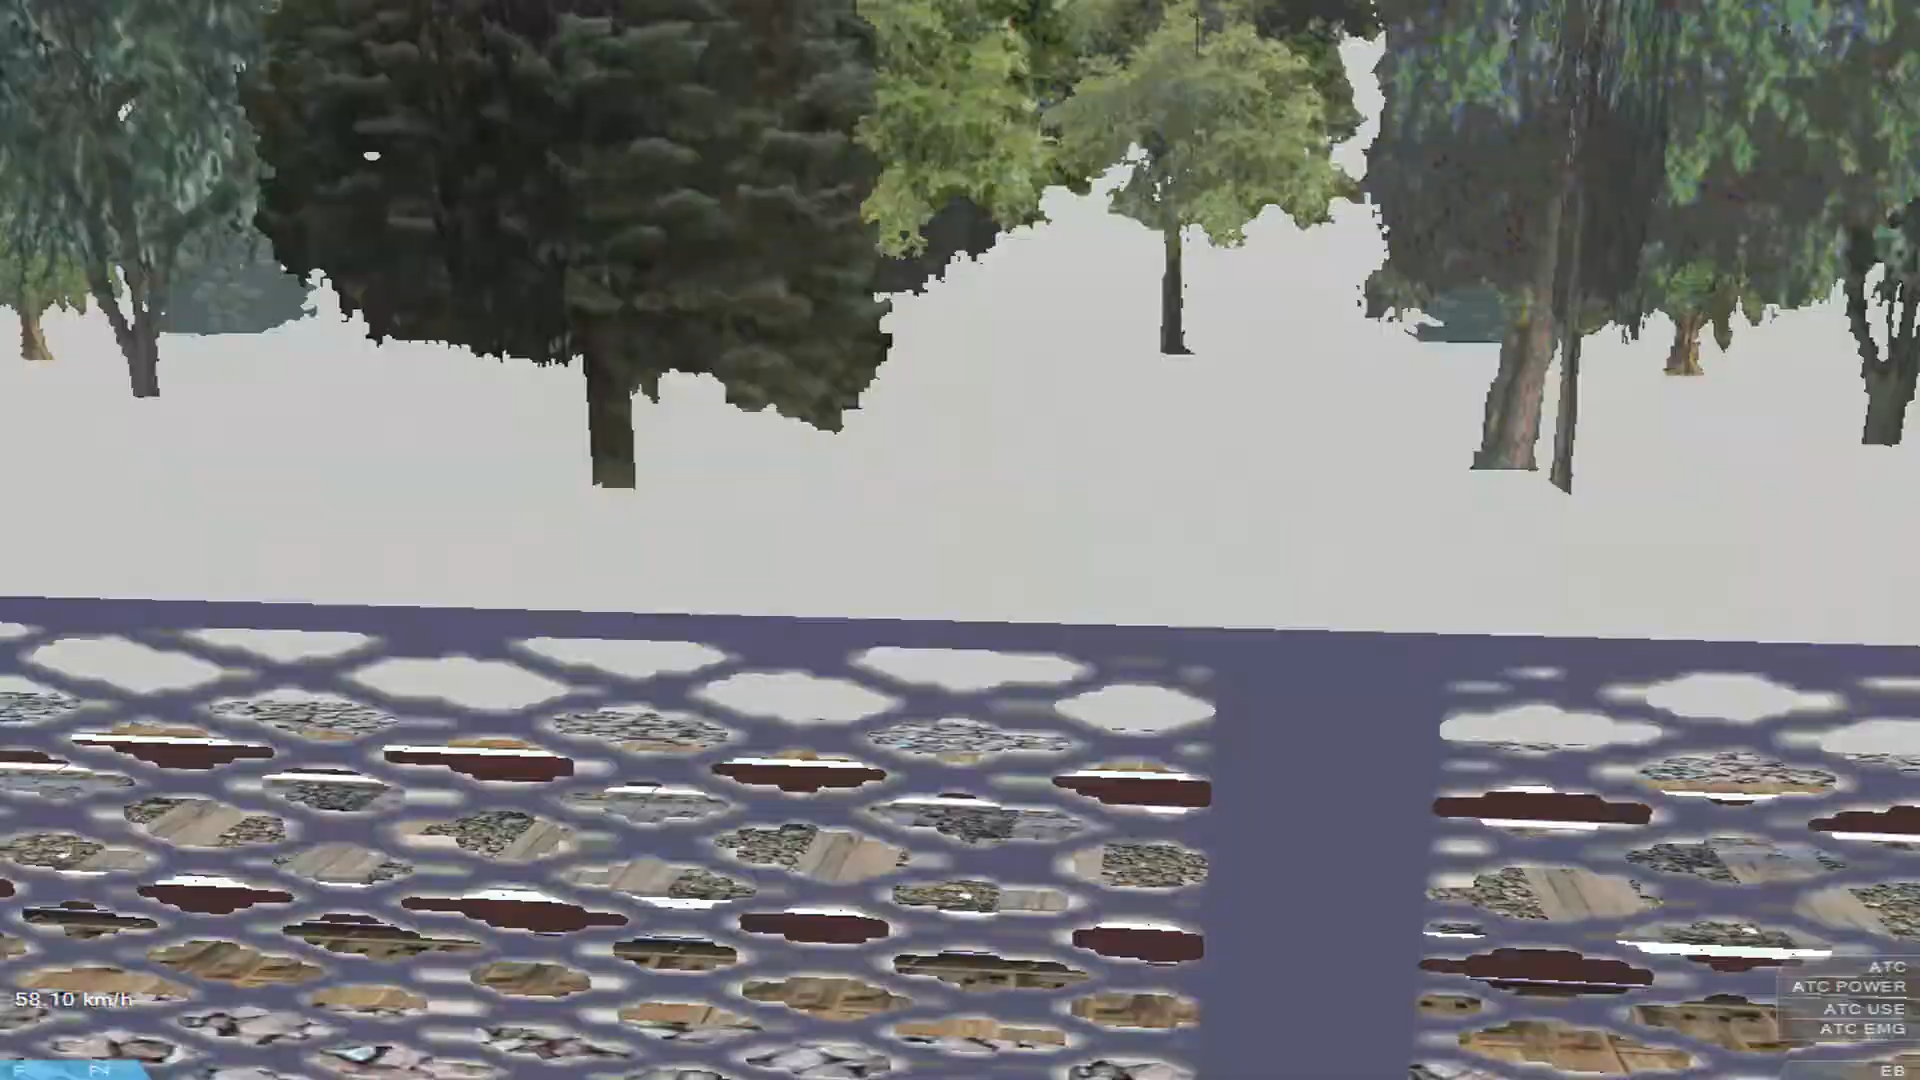 58.10 km/h
ATC
ATC POWER
ATC USE
ATC EMG
EB